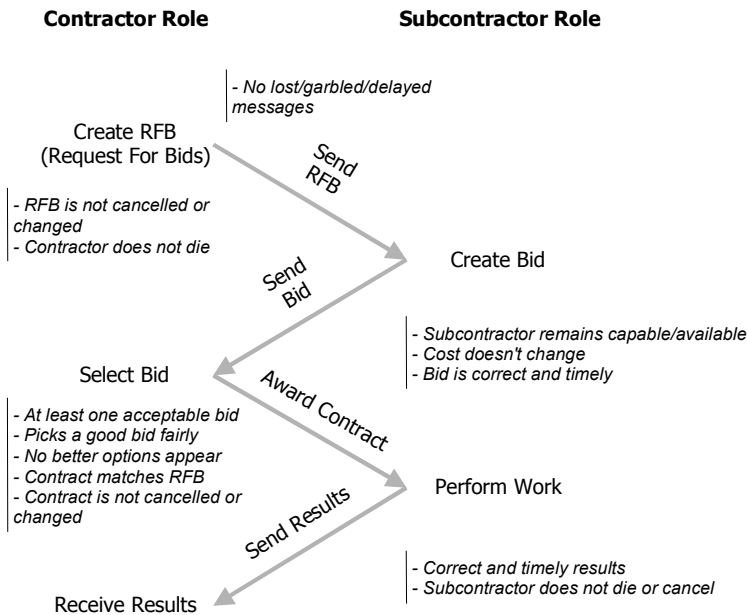 Contractor Role
Subcontractor Role
- No lost/garbled/delayed
messages
Create RFB
(Request For Bids)
Send
RFB
- RFB is not cancelled or
changed
- Contractor does not die
Create Bid
Send
Bid
- Subcontractor remains capable/available
- Cost doesn't change
- Bid is correct and timely
Select Bid
Award Contract
- At least one acceptable bid
- Picks a good bid fairly
- No better options appear
- Contract matches RFB
- Contract is not cancelled or
changed
Perform Work
Send Results
- Correct and timely results
- Subcontractor does not die or cancel
Receive Results